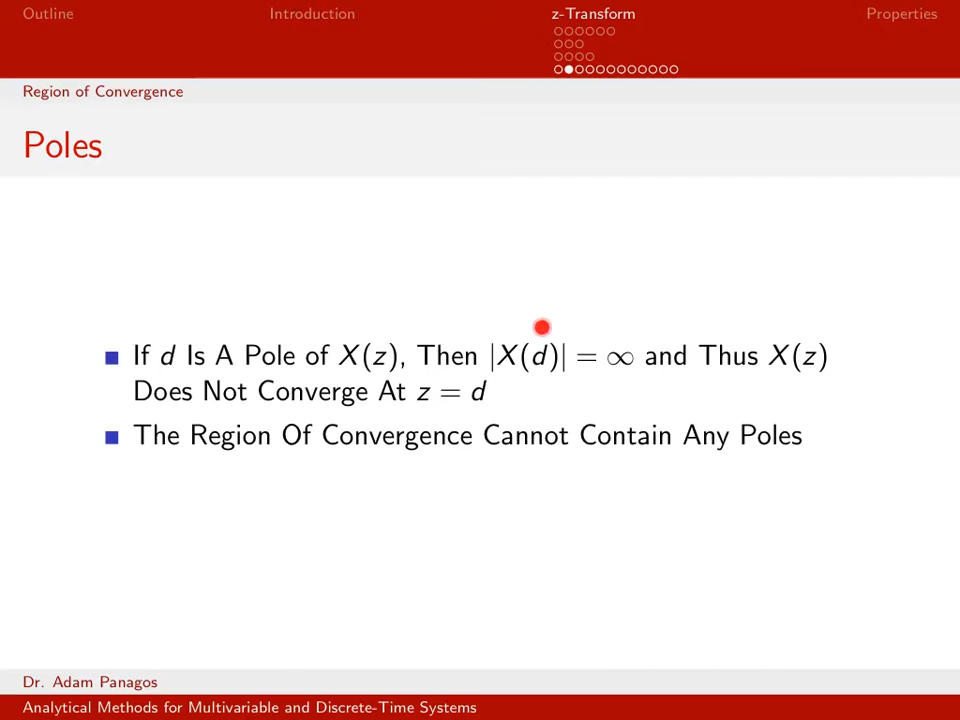 Outline Introduction z-Transform Properties
Region of Convergence
Poles
If d Is A Pole of X(z), Then |X(d)| = ∞ and Thus X(z)
Does Not Converge At z = d
The Region Of Convergence Cannot Contain Any Poles
Dr. Adam Panagos
Analytical Methods for Multivariable and Discrete-Time Systems